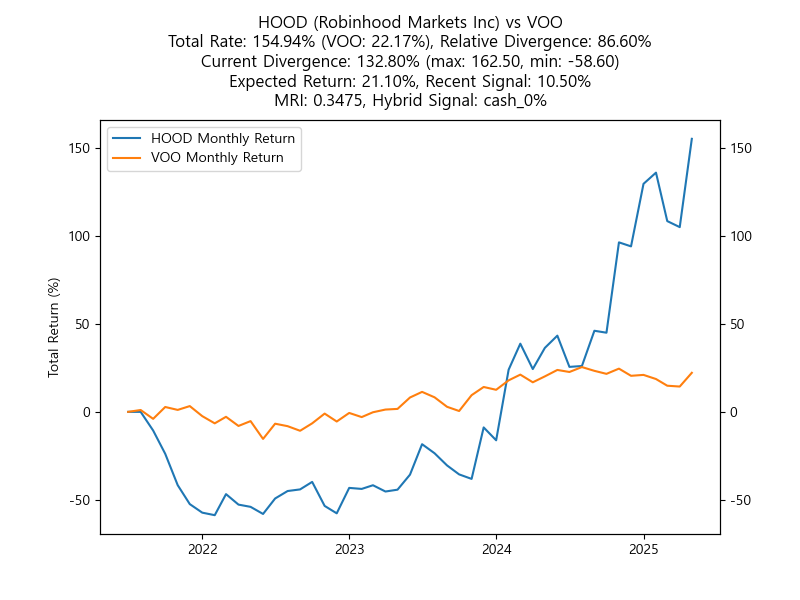 HOOD (Robinhood Markets Inc) vs VOO
Total Rate: 154.94% (VOO: 22.17%), Relative Divergence: 86.60%
Current Divergence: 132.80% (max: 162.50, min: -58.60)
Expected Return: 21.10%, Recent Signal: 10.50%
MRI: 0.3475, Hybrid Signal: cash_0%
HOOD Monthly Return
VOO Monthly Return
Total Return (%)
150
100
50
0
-50
150
100
50
0
-50
2022
2023
2024
2025